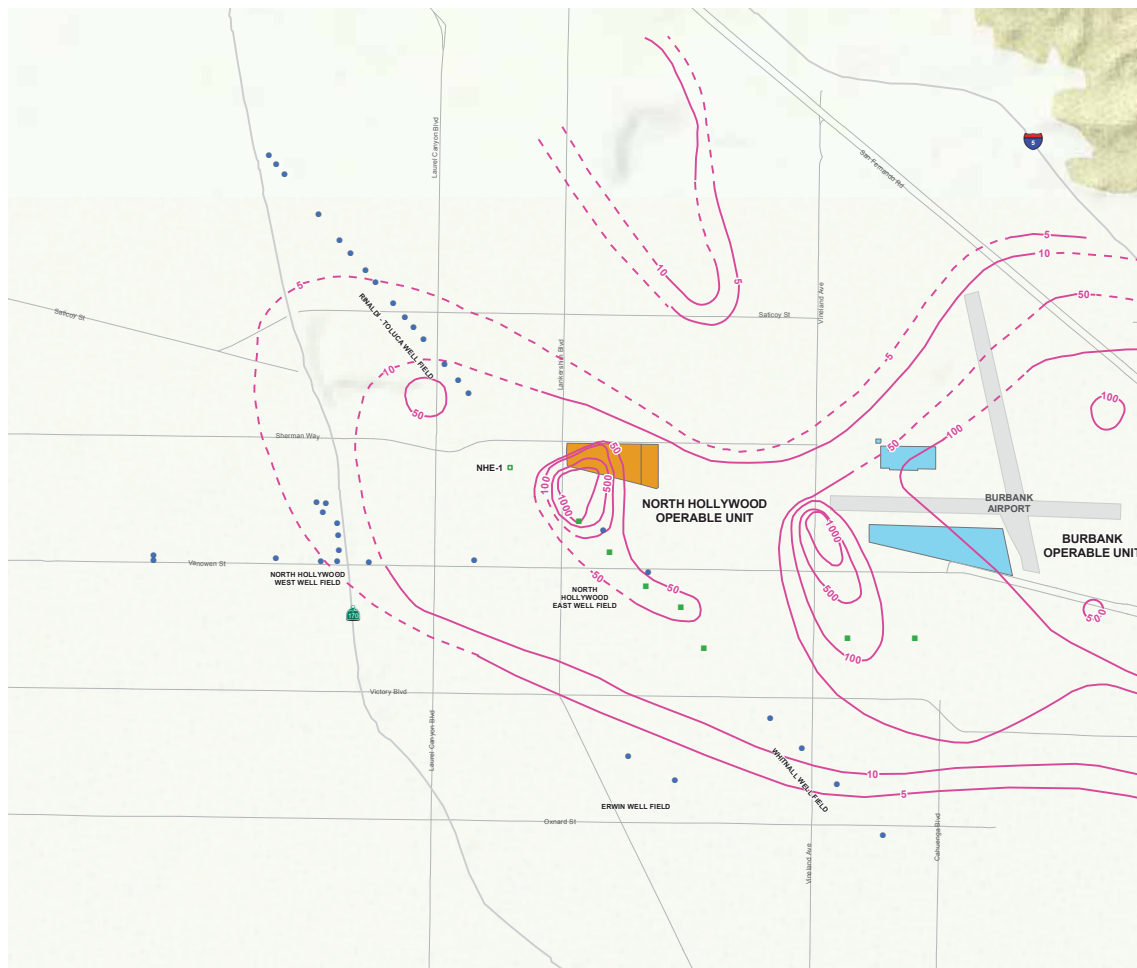 Laurel Canyon Blvd
San Fernando Rd
5
5
10
5
10
5
50
Saticoy St
Saticoy St
Vineland Ave
RINALDI - TOLUCA WELL FIELD
Lankershim Blvd
-5
10
50
100
100
Sherman Way
50
50
NHE-1
100
500
1000
NORTH HOLLYWOOD
OPERABLE UNIT
BURBANK
AIRPORT
1000
BURBANK
OPERABLE UNIT
Vanowen St
NORTH HOLLYWOOD
WEST WELL FIELD
-50
NORTH
HOLLYWOOD
EAST WELL FIELD
50
500
170
100
Victory Blvd
Laurel Canyon Blvd
WHITNALL WELL FIELD
10
5
ERWIN WELL FIELD
Oxnard St
Vineland Ave
Cahuenga Blvd